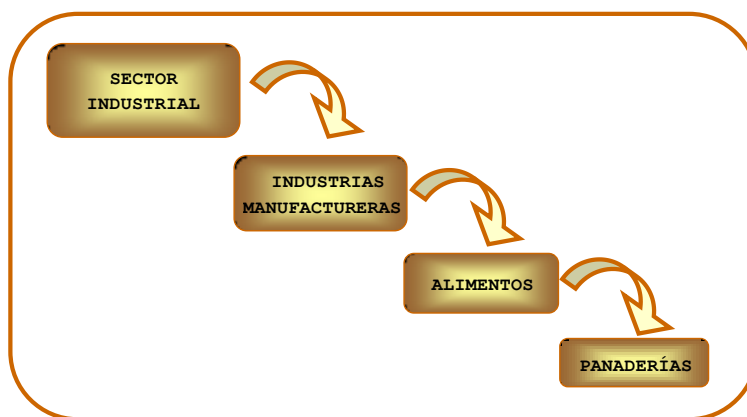 SECTOR
INDUSTRIAL
INDUSTRIAS
MANUFACTURERAS
ALIMENTOS
PANADERÍAS